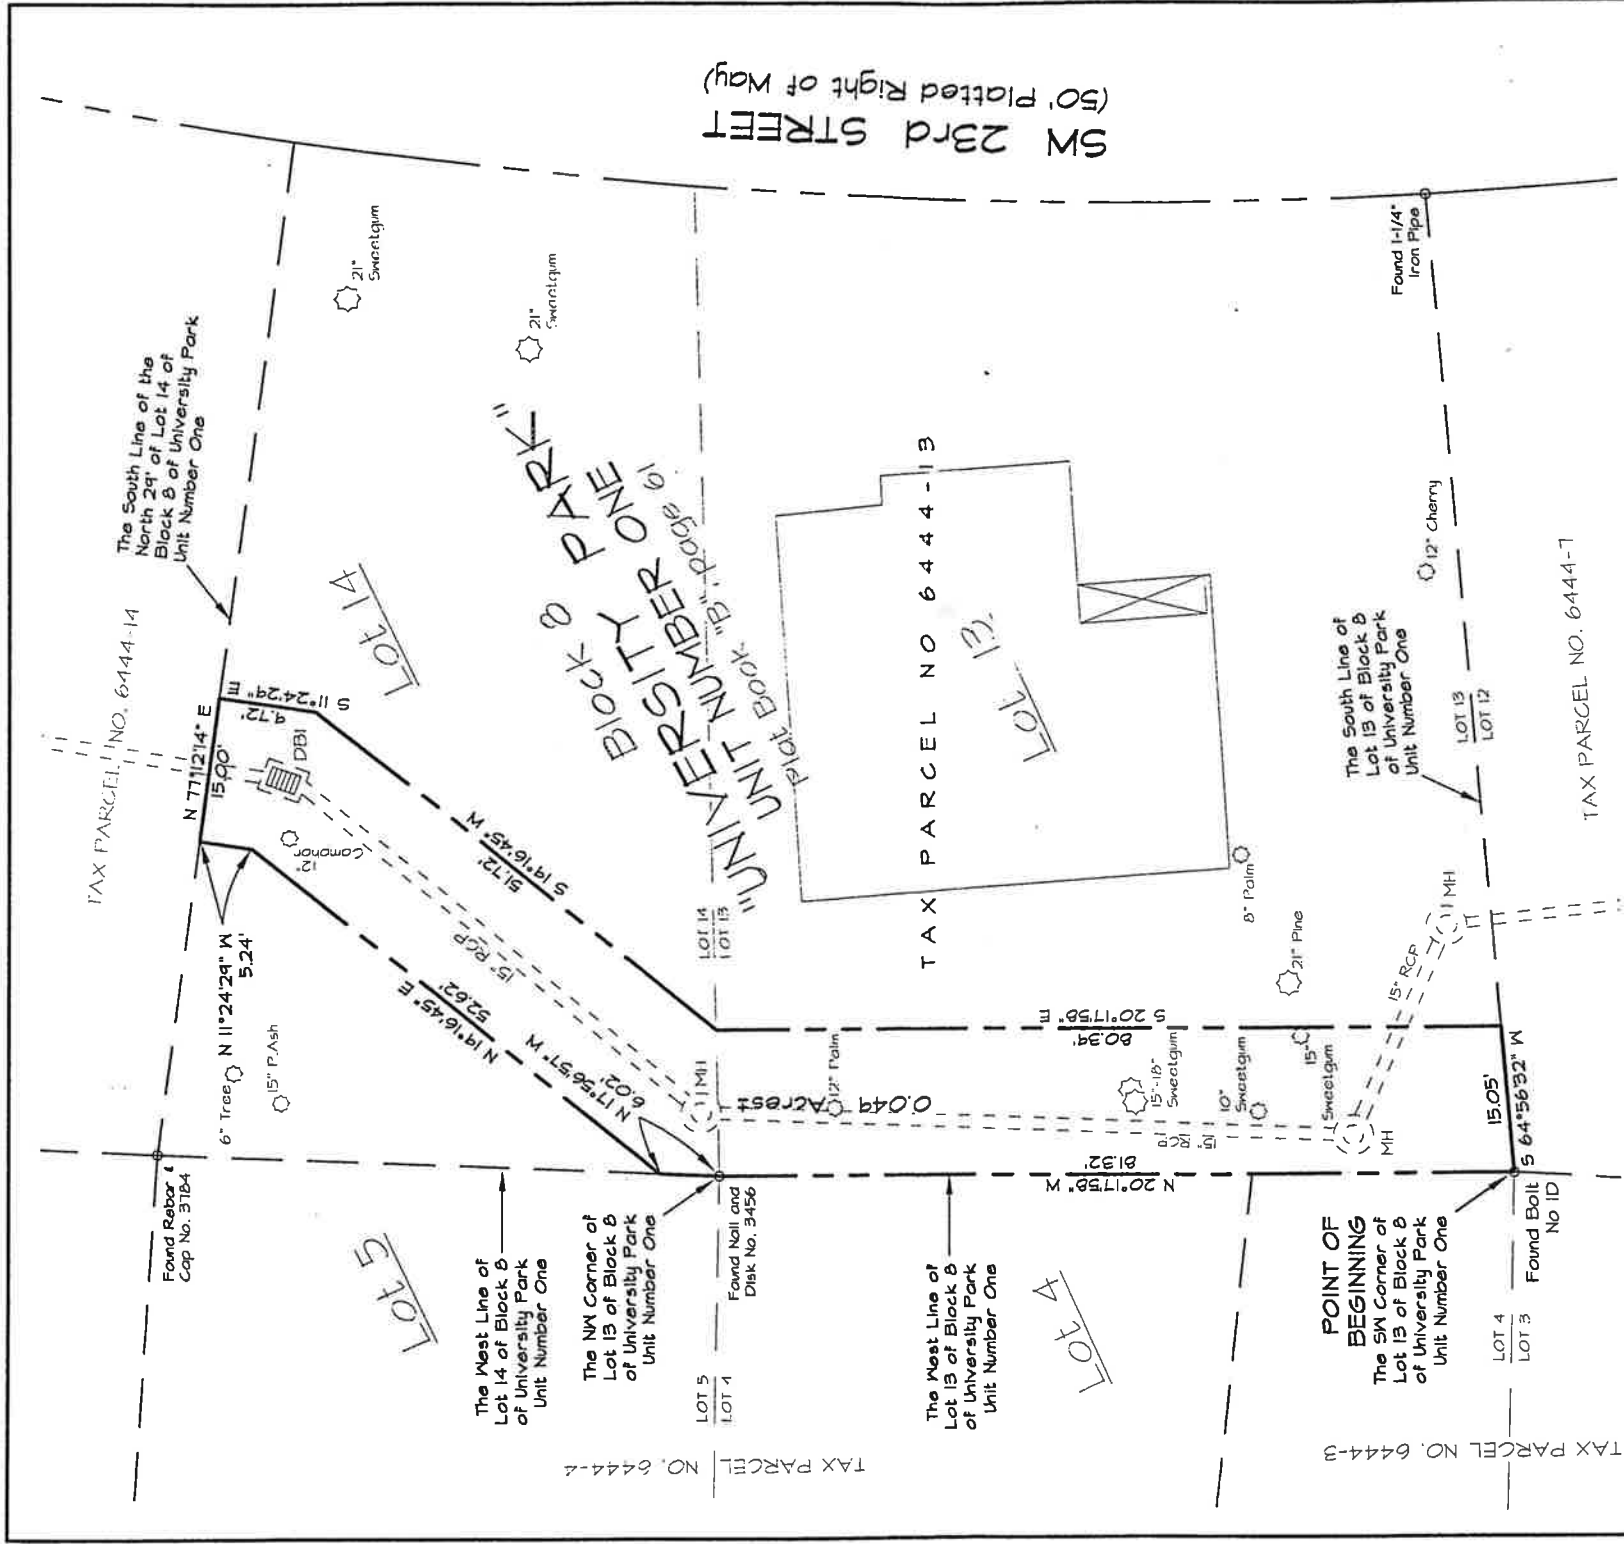 SW 23rd STREET
(50' Platted Right of Way)
The South Line of the
North 29' of Lot 14 of
Block 8 of University Park
Unit Number One
21"
Sweetgum
21"
Sweetgum
Found 1-1/4"
Iron Pipe
TAX PARCEL NO. 6444-14
Lot 14
Block 8
"UNIVERSITY PARK"
UNIT NUMBER ONE
Plat Book "B", Page 61
TAX PARCEL NO 6444-13
Lot 13.
12" Cherry
The South Line of
Lot 13 of Block 8
of University Park
Unit Number One
LOT 13
LOT 12
TAX PARCEL NO. 6444-7
N 77°12'14" E
15.00'
S 11°24'29" E
9.72'
DBI
12"
Camphor
S 19°16'45" W
51.72'
15" RCP
N 11°24'29" W
5.24'
6" Tree
15" P.Ash
N 19°16'45" E
52.62'
N 17°56'57" W
6.02'
LOT 14
LOT 13
MH
0.049 Acres±
12" Palm
S 20°17'58" E
80.34'
8" Palm
21" Pine
15"-18"
Sweetgum
10"
Sweetgum
15"
Sweetgum
15" RCP
15" RCP
MH
MH
N 20°17'58" W
81.32'
15.05'
S 64°56'32" W
Found Rebar &
Cap No. 3784
Lot 5
The West Line of
Lot 14 of Block 8
of University Park
Unit Number One
The NW Corner of
Lot 13 of Block 8
of University Park
Unit Number One
Found Nail and
Disk No. 3456
LOT 5
LOT 4
The West Line of
Lot 13 of Block 8
of University Park
Unit Number One
Lot 4
POINT OF
BEGINNING
The SW Corner of
Lot 13 of Block 8
of University Park
Unit Number One
Found Bolt
No ID
LOT 4
LOT 3
TAX PARCEL NO. 6444-4
TAX PARCEL NO. 6444-3